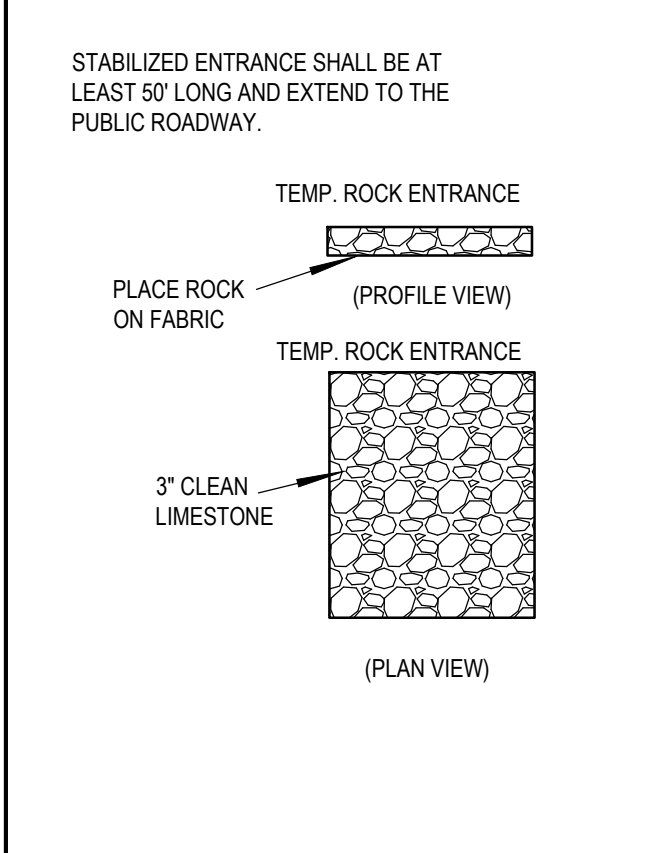 STABILIZED ENTRANCE SHALL BE AT
LEAST 50' LONG AND EXTEND TO THE
PUBLIC ROADWAY.
TEMP. ROCK ENTRANCE
PLACE ROCK
ON FABRIC
(PROFILE VIEW)
TEMP. ROCK ENTRANCE
3" CLEAN
LIMESTONE
(PLAN VIEW)